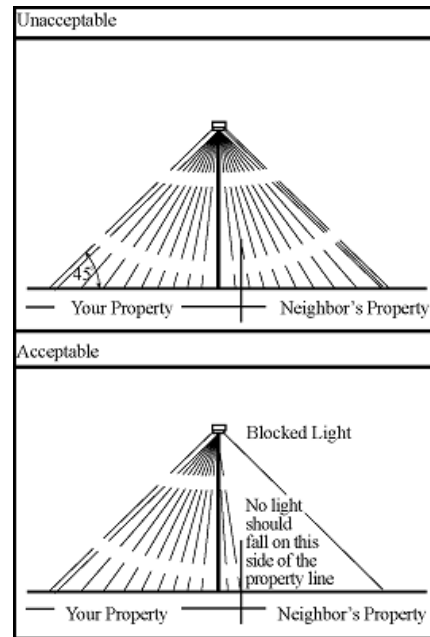 Unacceptable
45°
Your Property
Neighbor's Property
Acceptable
Blocked Light
No light
should
fall on this
side of the
property line
Your Property
Neighbor's Property